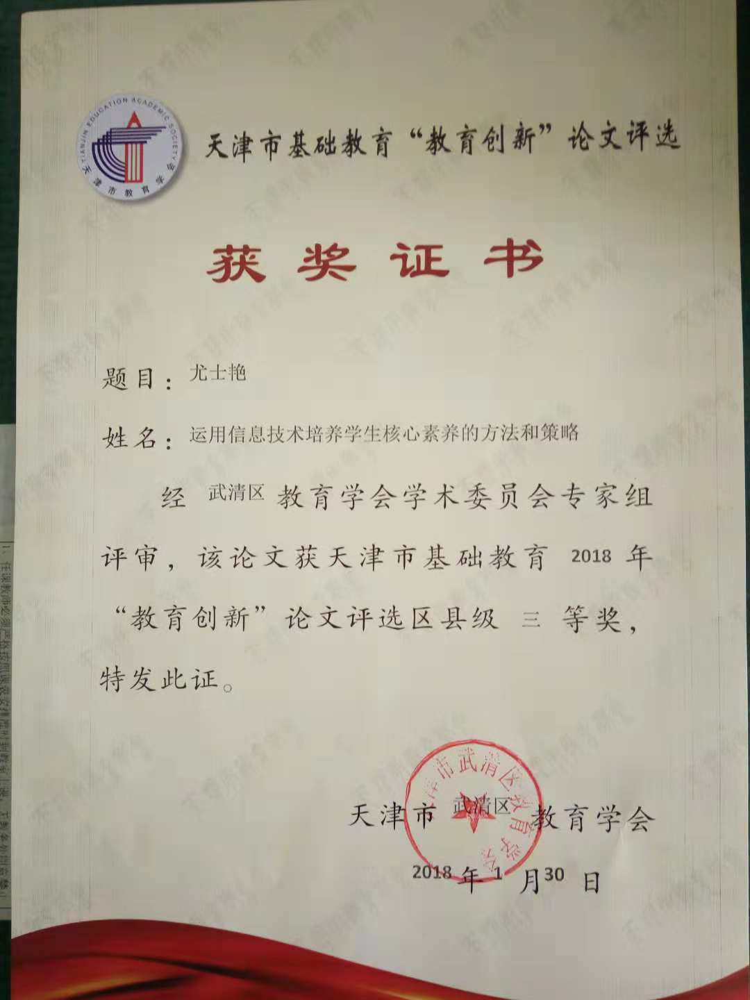 TIANJIN EDUCATION ACADEMIC SOCIETY
天津市教育学会
天津市基础教育“教育创新”论文评选
获奖证书
题目：尤士艳
姓名：运用信息技术培养学生核心素养的方法和策略
经 武清区 教育学会学术委员会专家组
评审，该论文获天津市基础教育 2018 年
“教育创新”论文评选区县级 三 等奖，
特发此证。
天津市武清区教育学会
天津市 武清区 教育学会
2018 年 1 月 30 日